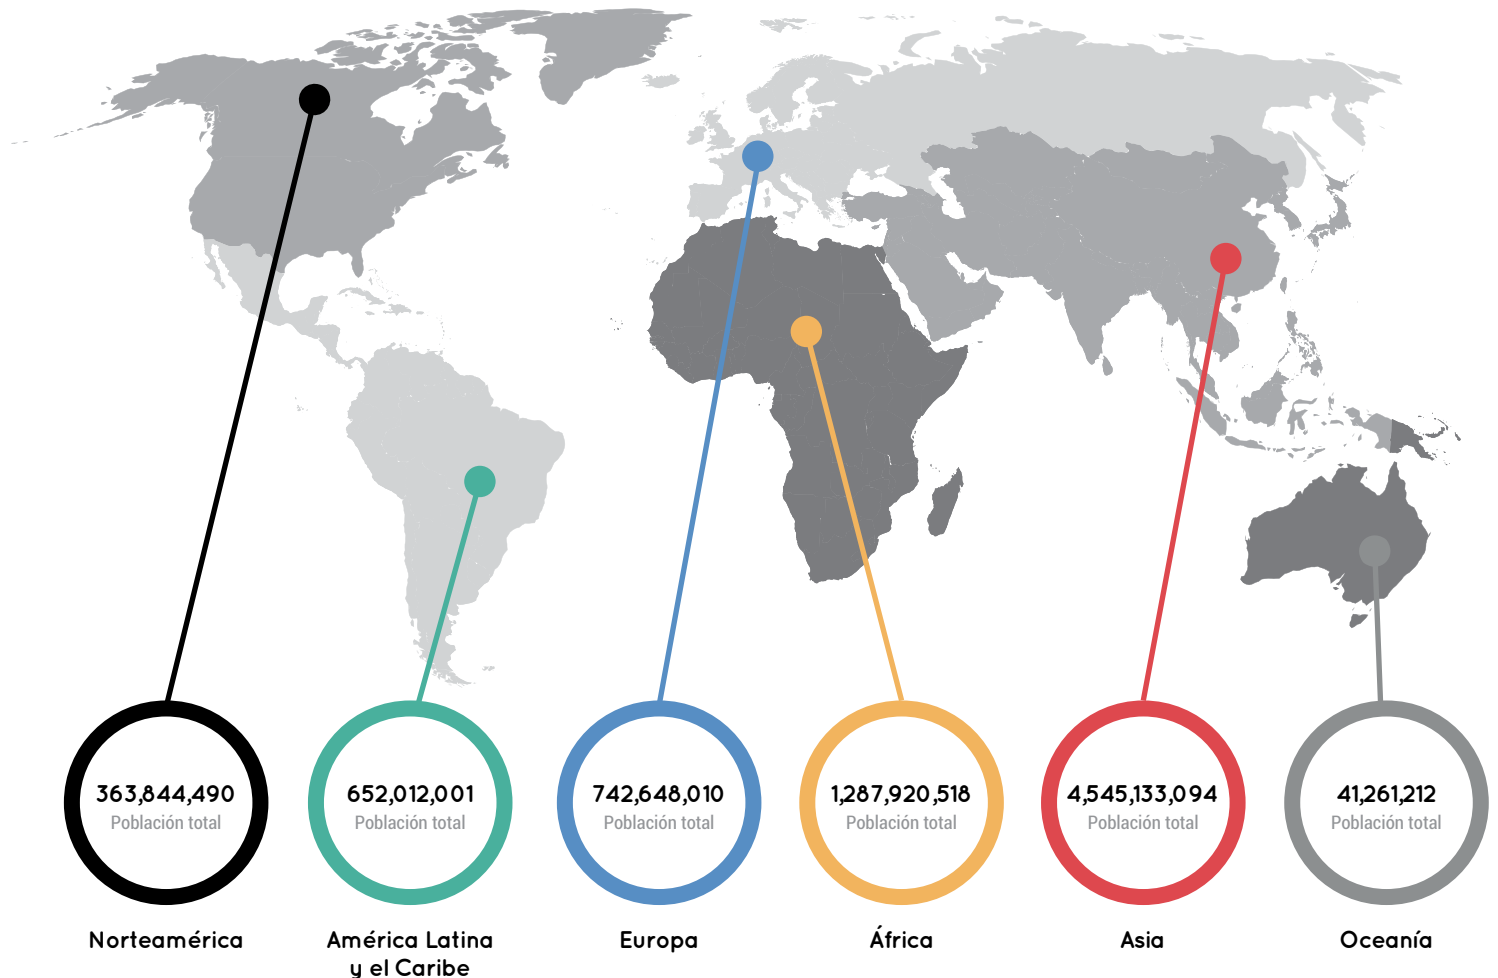 363,844,490
Población total
Norteamérica
652,012,001
Población total
América Latina
y el Caribe
742,648,010
Población total
Europa
1,287,920,518
Población total
África
4,545,133,094
Población total
Asia
41,261,212
Población total
Oceanía